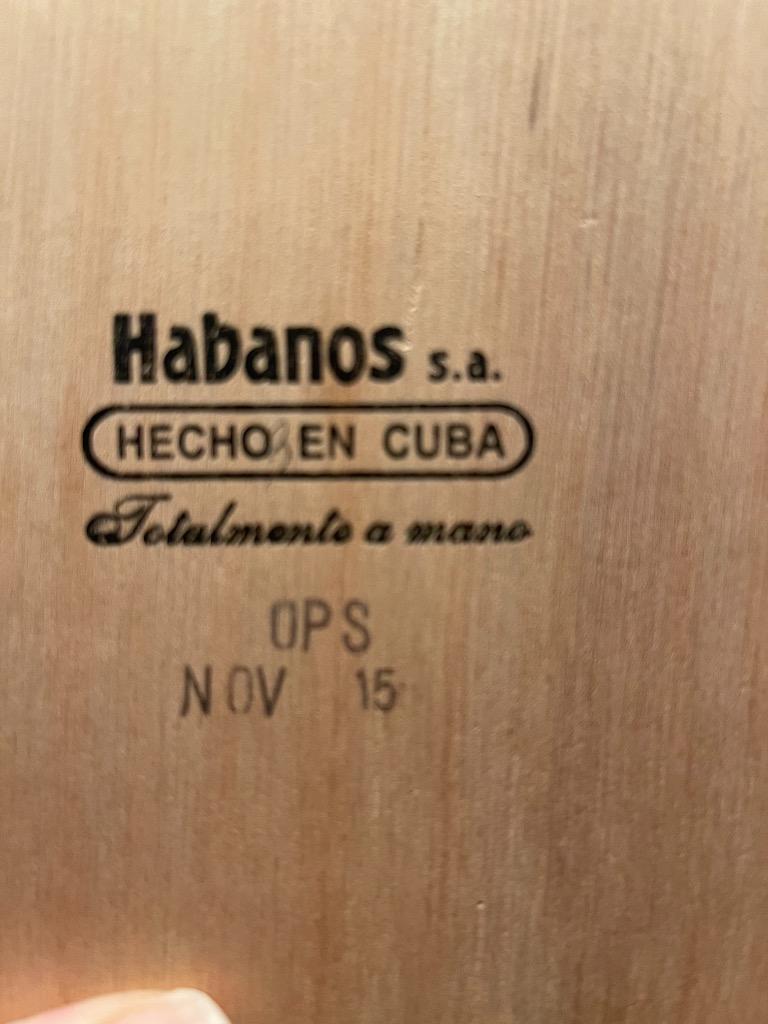 Habanos s.a.
HECHO EN CUBA
Totalmente a mano
OPS
NOV 15